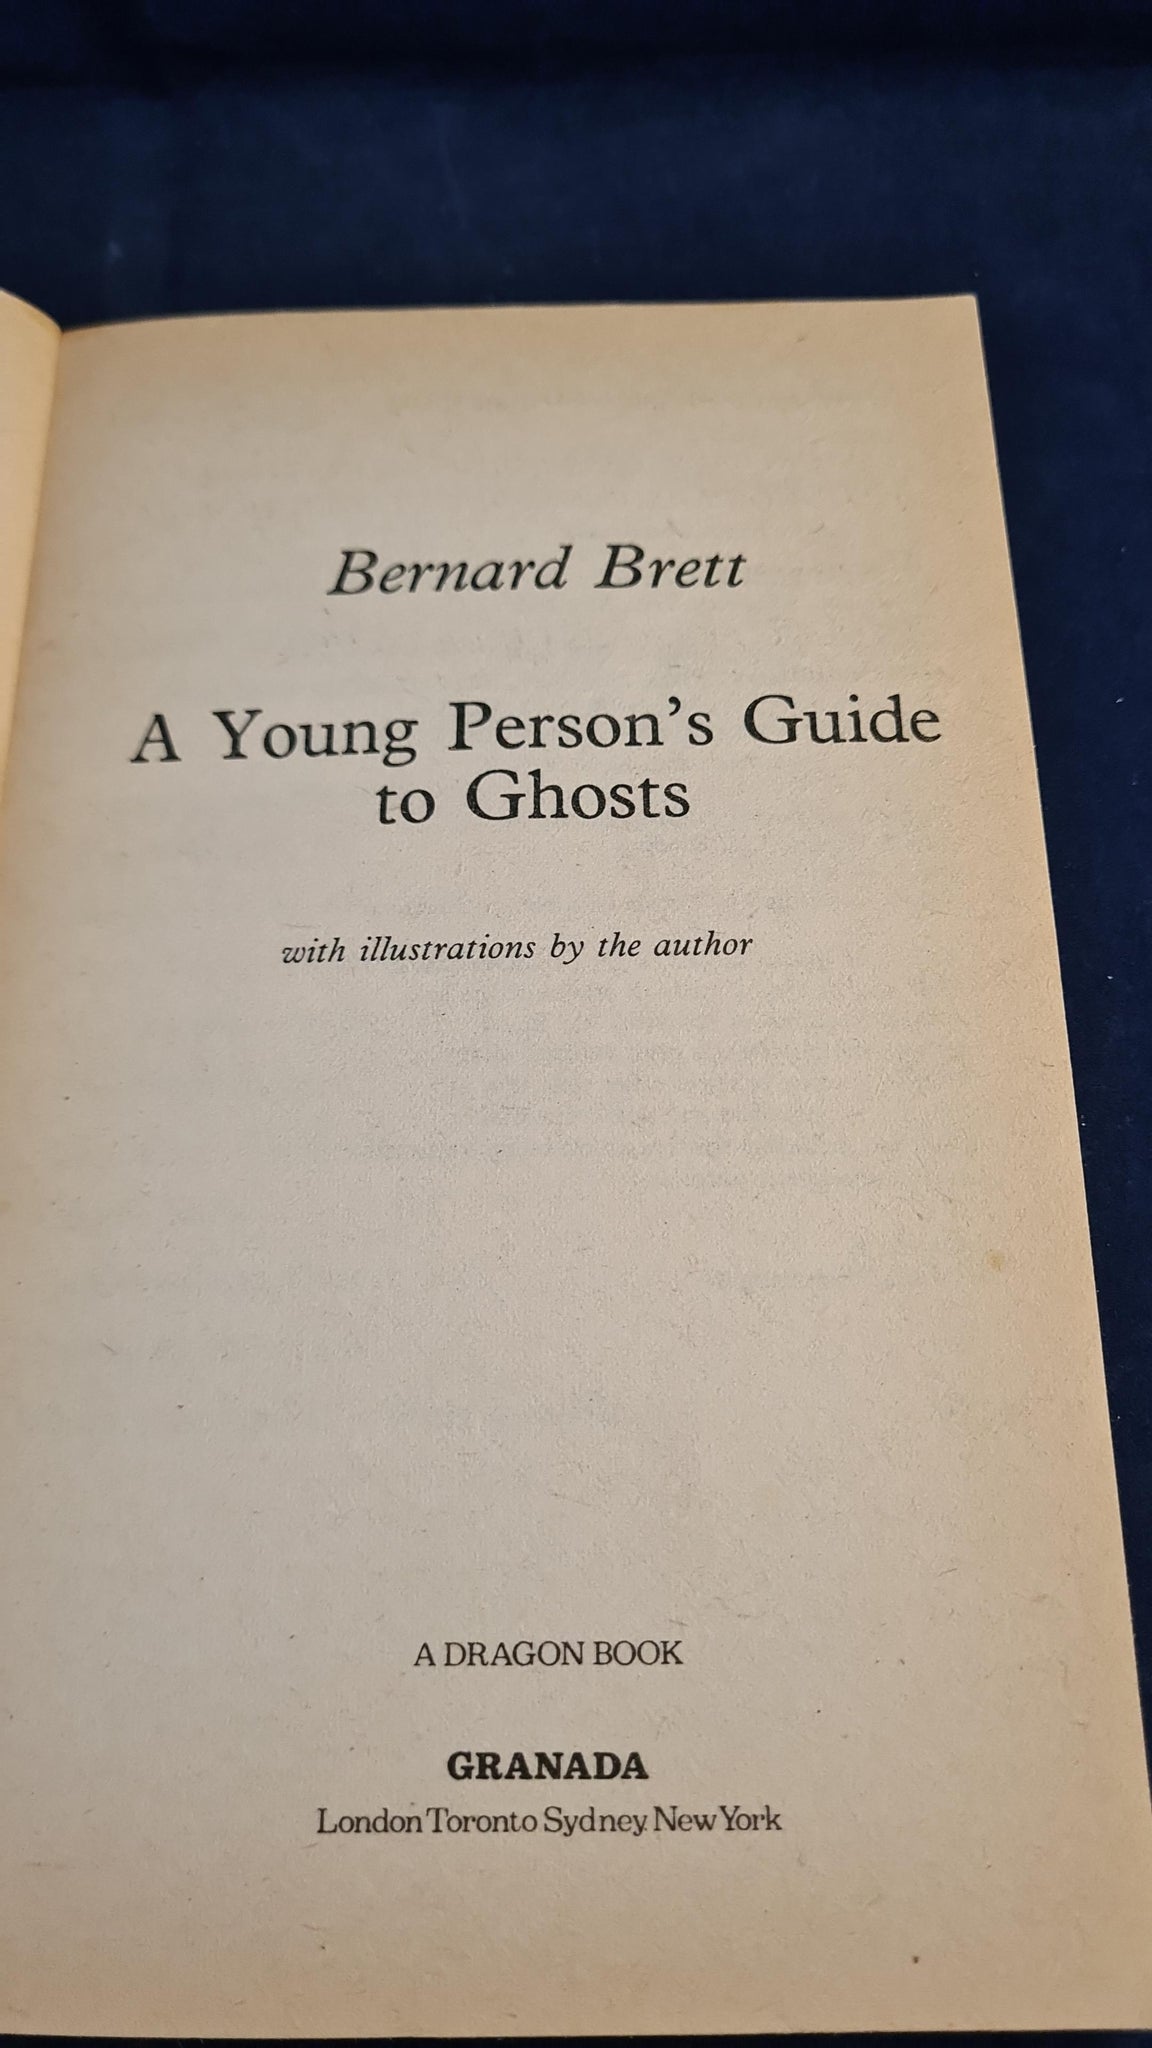 Bernard Brett
A Young Person's Guide
to Ghosts
with illustrations by the author
A DRAGON BOOK
GRANADA
London Toronto Sydney New York